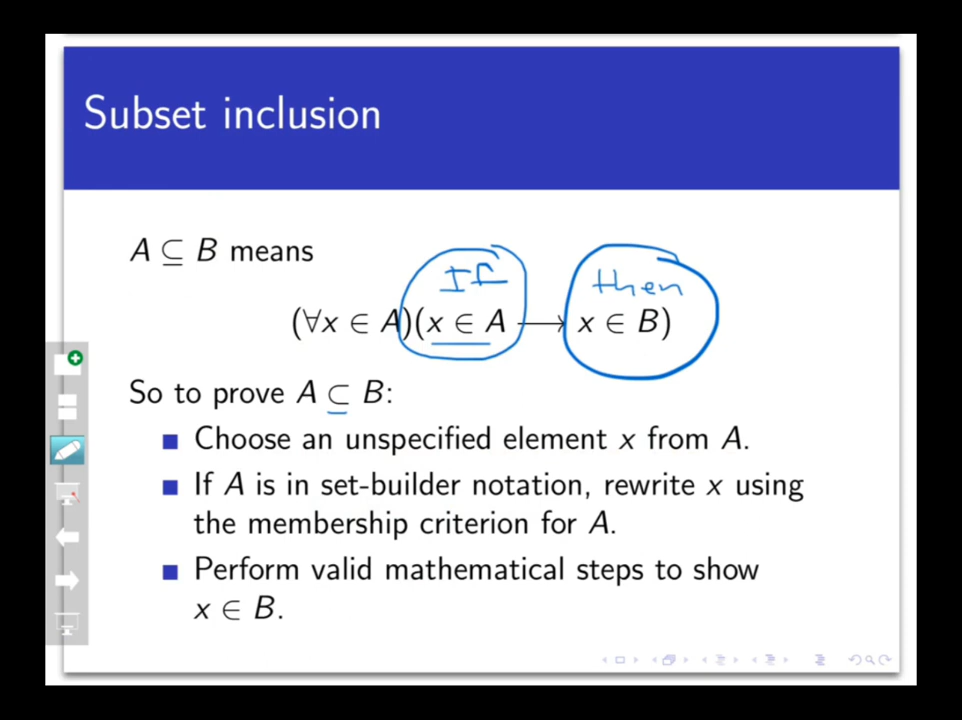 Subset inclusion
A ⊆ B means
If then
(∀x ∈ A)(x ∈ A ⟶ x ∈ B)
So to prove A ⊂ B:
Choose an unspecified element x from A.
If A is in set-builder notation, rewrite x using
the membership criterion for A.
Perform valid mathematical steps to show
x ∈ B.